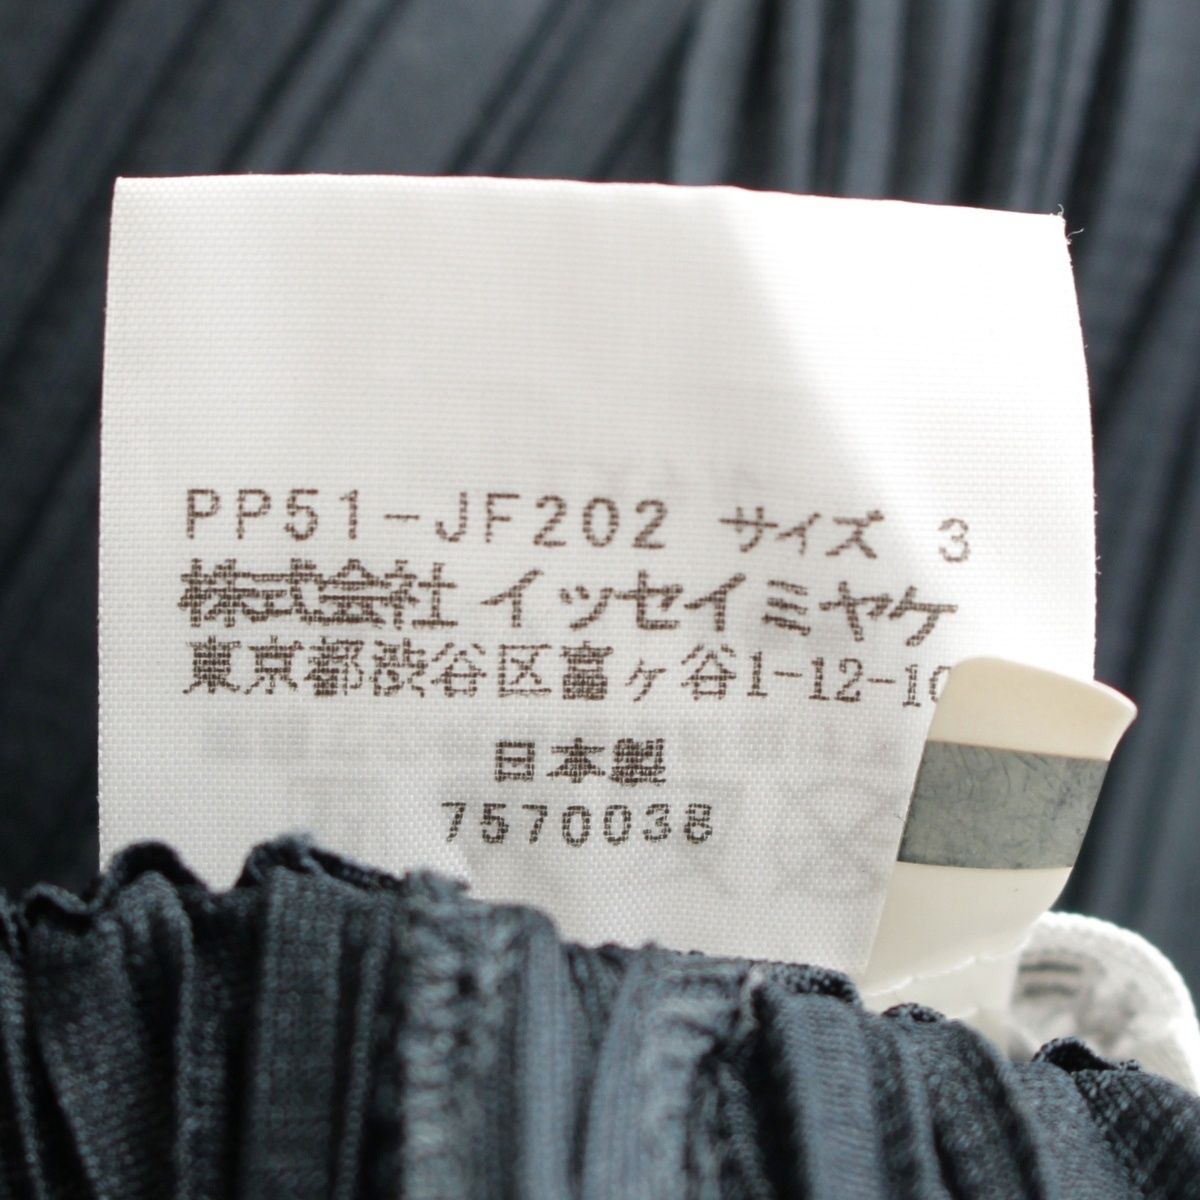 PP51-JF202 サイズ 3
株式会社 イッセイミヤケ
東京都渋谷区富ヶ谷1-12-10
日本製
7570038